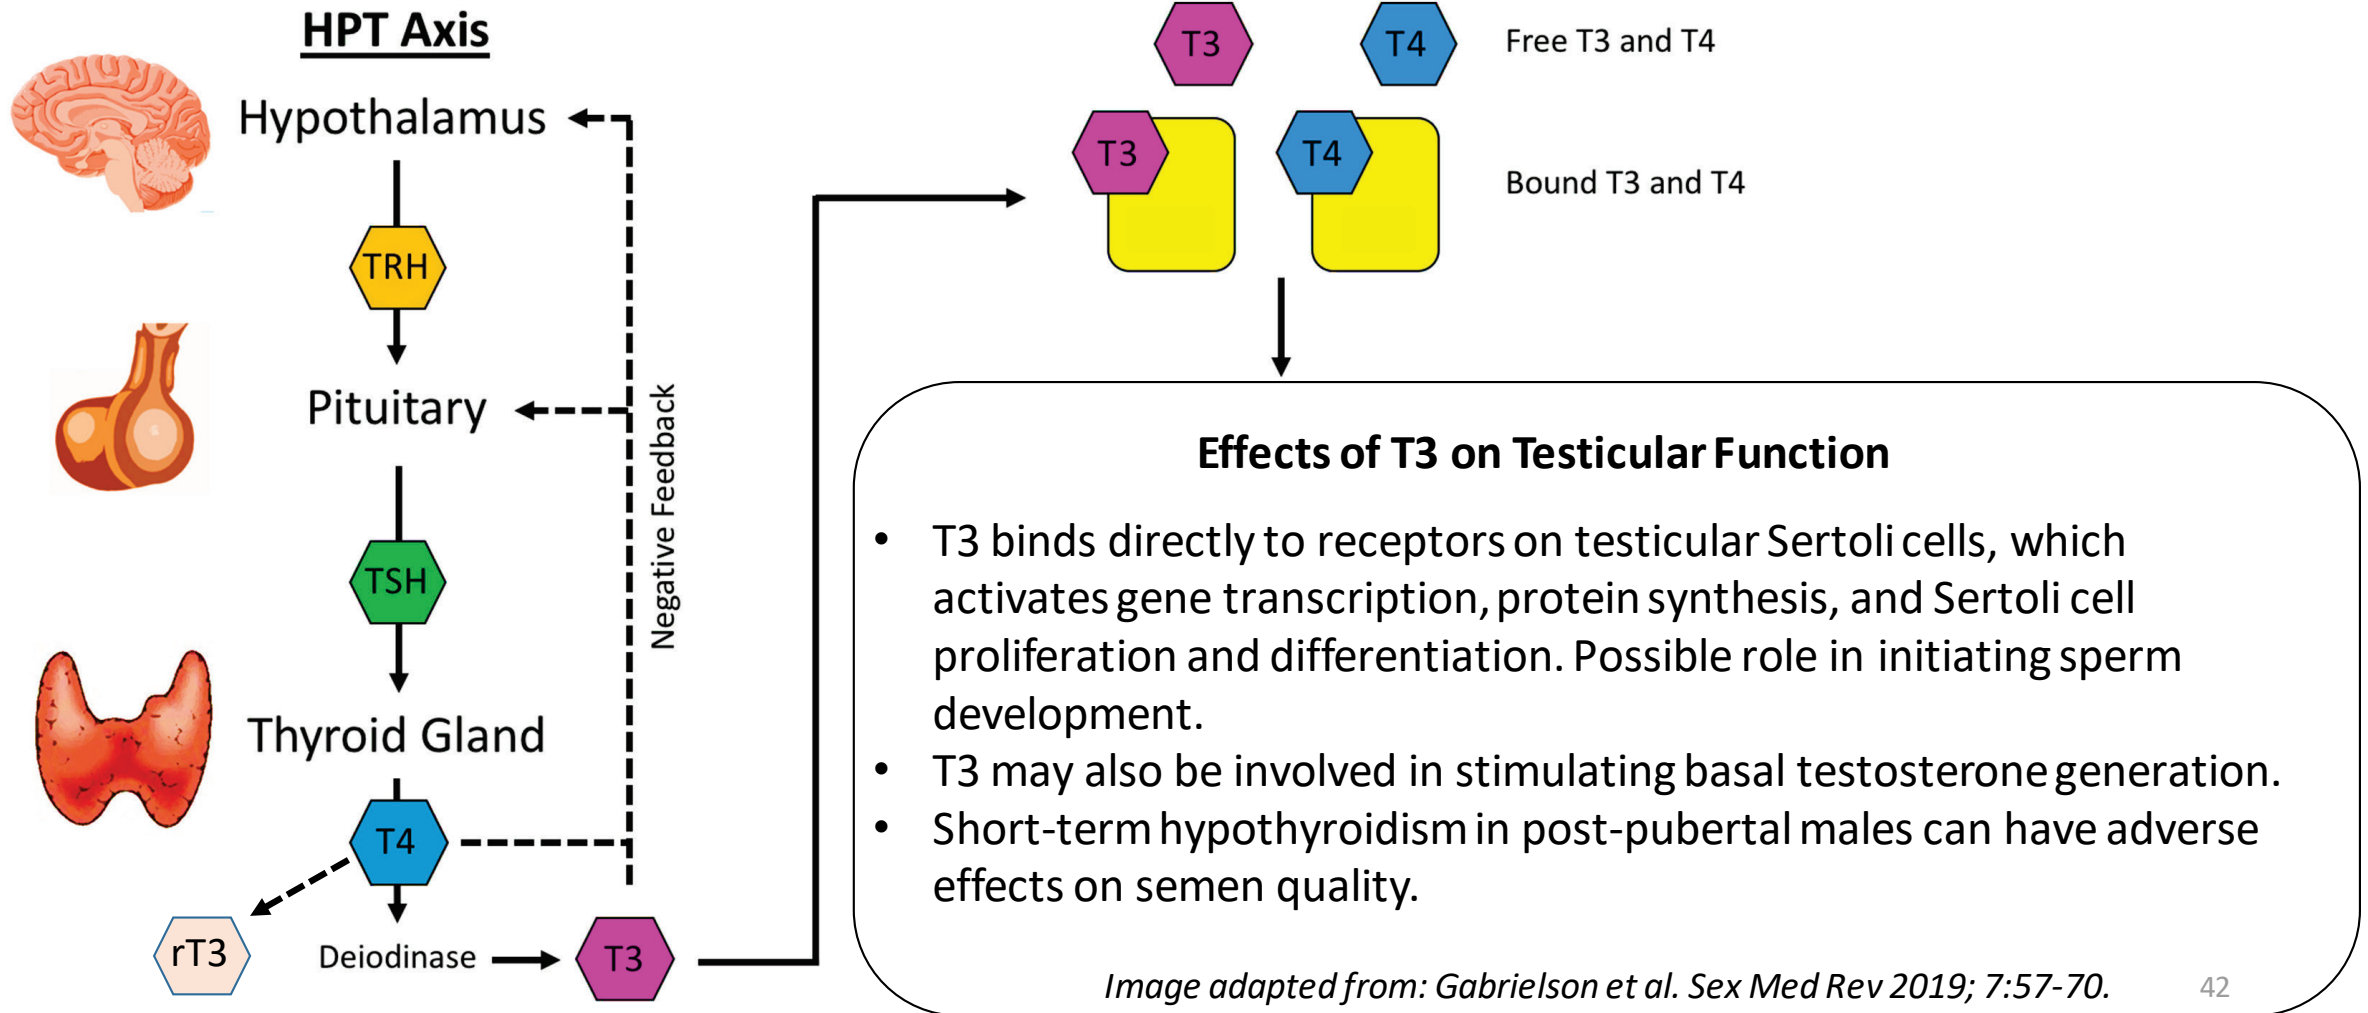 HPT Axis
Hypothalamus
TRH
Pituitary
TSH
Thyroid Gland
T4
rT3
Deiodinase
T3
Negative Feedback
T3
T4
Free T3 and T4
T3
T4
Bound T3 and T4
Effects of T3 on Testicular Function
• T3 binds directly to receptors on testicular Sertoli cells, which
activates gene transcription, protein synthesis, and Sertoli cell
proliferation and differentiation. Possible role in initiating sperm
development.
• T3 may also be involved in stimulating basal testosterone generation.
• Short-term hypothyroidism in post-pubertal males can have adverse
effects on semen quality.
Image adapted from: Gabrielson et al. Sex Med Rev 2019; 7:57-70.
42